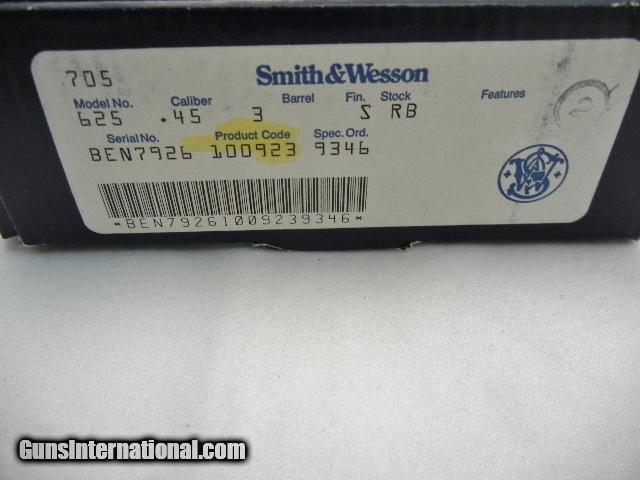 705 Smith&Wesson
Model No. Caliber Barrel Fin. Stock Features
625 .45 3 S RB
2
Serial No. Product Code Spec. Ord.
BEN7926 100923 9346
*BEN79261009239346*
GunsInternational.com